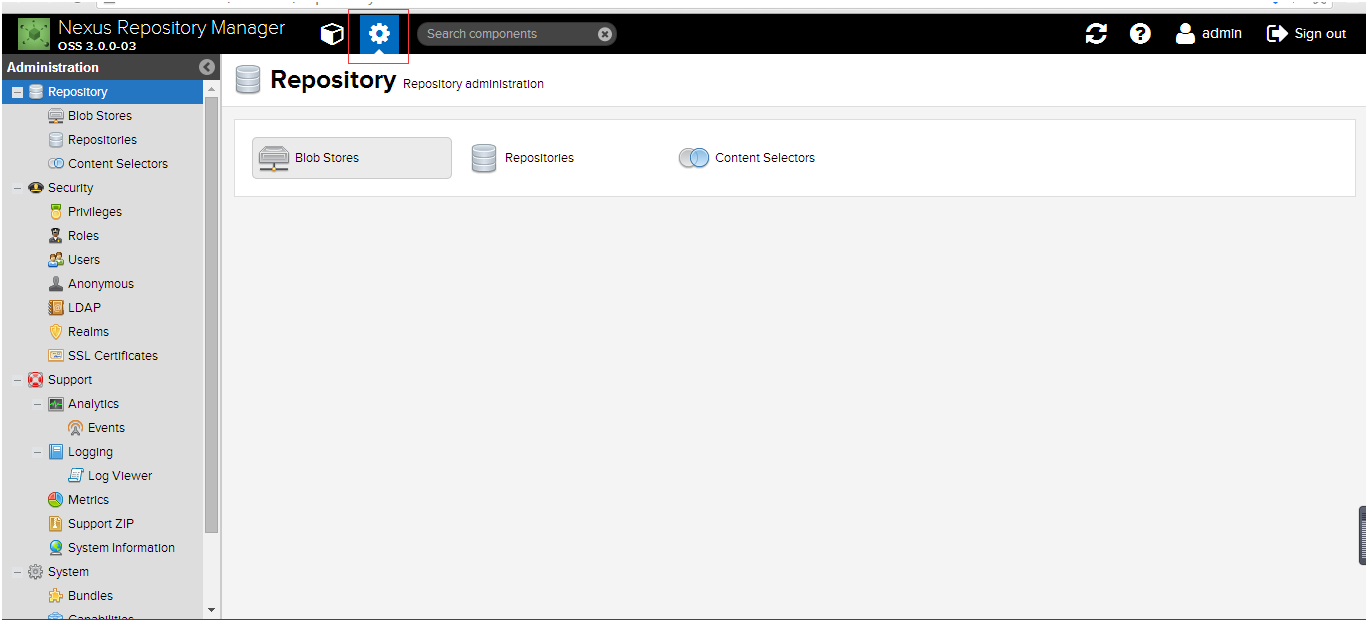 Nexus Repository Manager
OSS 3.0.0-03
Search components
admin
Sign out
Administration
Repository
Blob Stores
Repositories
Content Selectors
Security
Privileges
Roles
Users
Anonymous
LDAP
Realms
SSL Certificates
Support
Analytics
Events
Logging
Log Viewer
Metrics
Support ZIP
System Information
System
Bundles
Capabilities
Repository Repository administration
Blob Stores
Repositories
Content Selectors